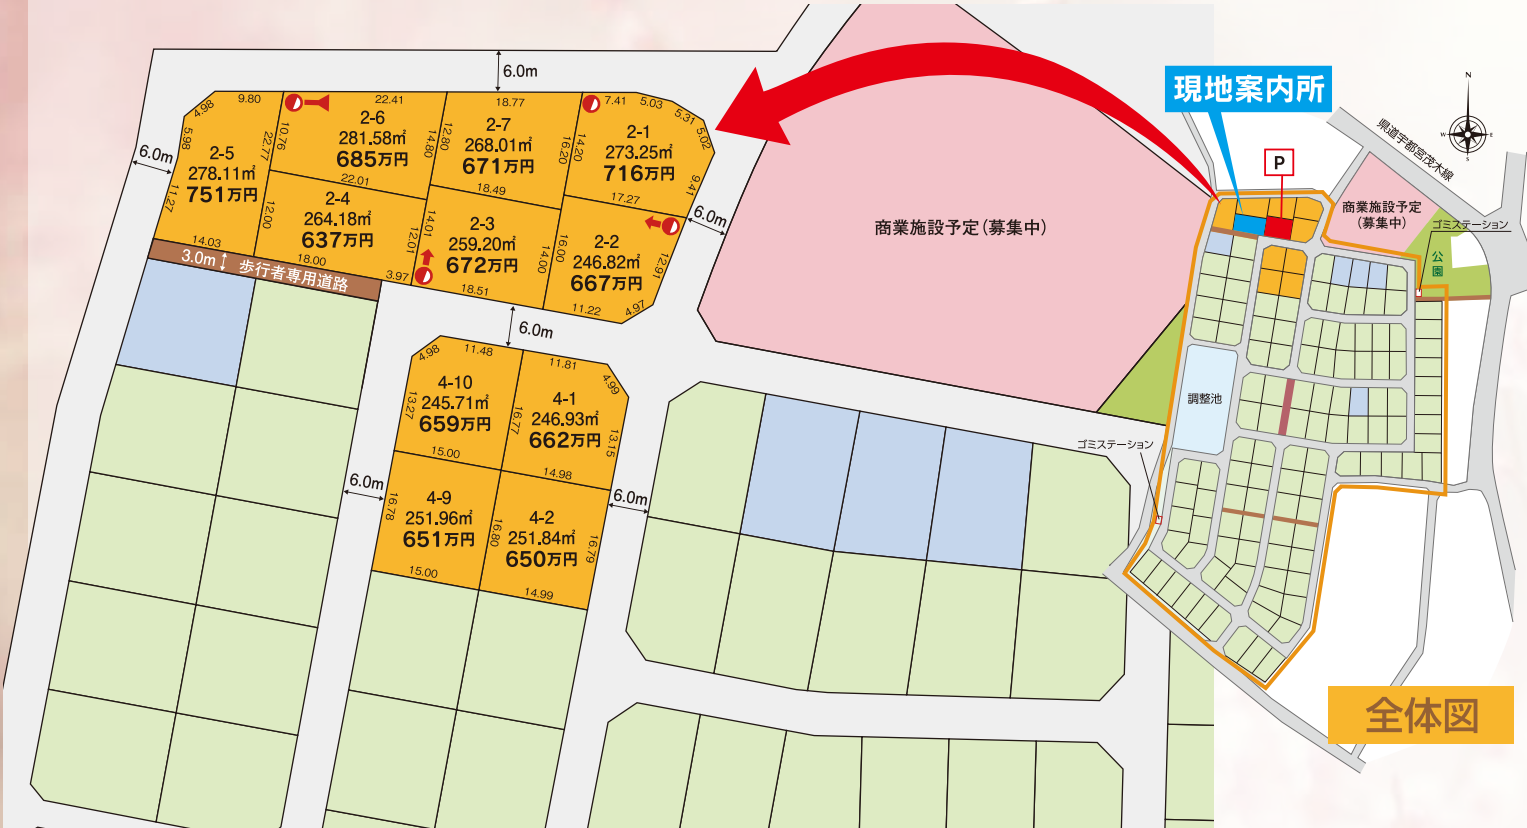 6.0m
4.98
9.80
5.98
22.77
11.27
14.03
2-5
278.11㎡
751万円
6.0m
22.41
10.76
14.80
22.01
2-6
281.58㎡
685万円
18.77
12.80
16.20
18.49
2-7
268.01㎡
671万円
7.41
5.03
5.31
5.02
14.20
9.41
17.27
2-1
273.25㎡
716万円
12.00
12.01
18.00
3.97
2-4
264.18㎡
637万円
14.01
14.00
18.51
2-3
259.20㎡
672万円
16.00
12.91
11.22
4.97
2-2
246.82㎡
667万円
6.0m
3.0m
歩行者専用道路
6.0m
4.98
11.48
13.27
16.77
15.00
4-10
245.71㎡
659万円
11.81
4.99
13.15
14.98
4-1
246.93㎡
662万円
16.78
16.80
15.00
4-9
251.96㎡
651万円
16.79
14.99
4-2
251.84㎡
650万円
6.0m
6.0m
商業施設予定(募集中)
現地案内所
P
N
W
E
S
県道宇都宮茂木線
商業施設予定
(募集中)
ゴミステーション
公園
調整池
ゴミステーション
全体図